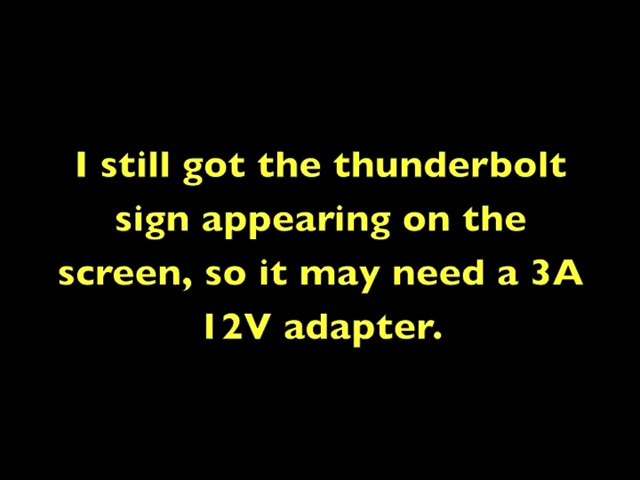 I still got the thunderbolt
sign appearing on the
screen, so it may need a 3A
12V adapter.